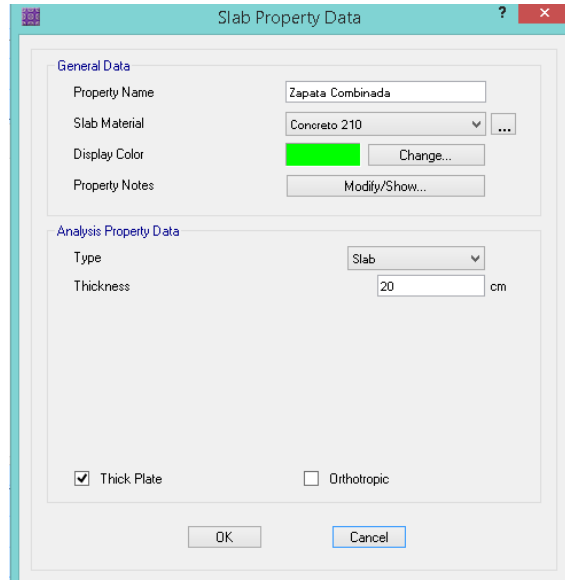 Slab Property Data ? ×
General Data
Property Name Zapata Combinada
Slab Material Concreto 210 ...
Display Color Change...
Property Notes Modify/Show...
Analysis Property Data
Type Slab
Thickness 20 cm
Thick Plate Orthotropic
OK Cancel